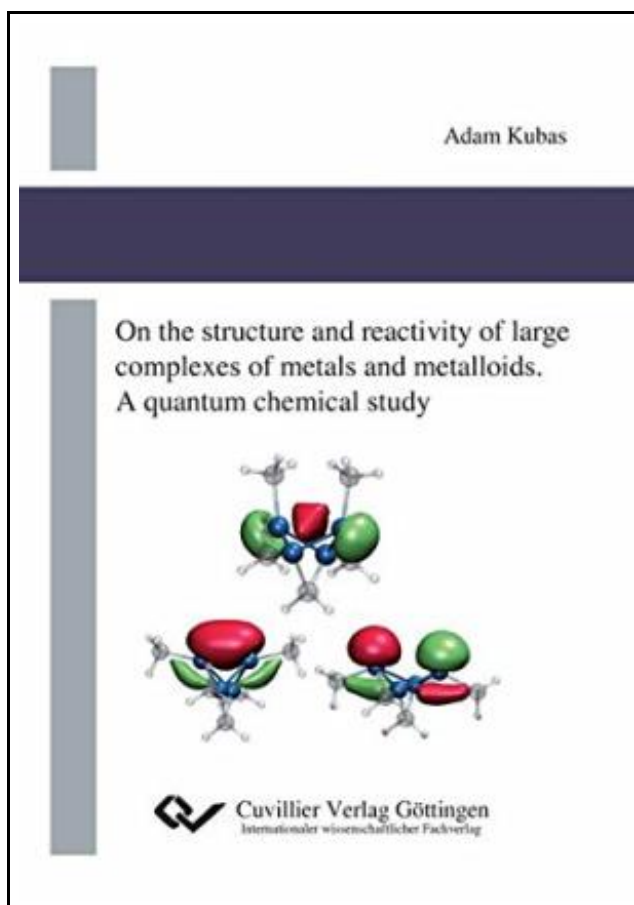 Adam Kubas
On the structure and reactivity of large
complexes of metals and metalloids.
A quantum chemical study
Cuvillier Verlag Göttingen
Internationaler wissenschaftlicher Fachverlag